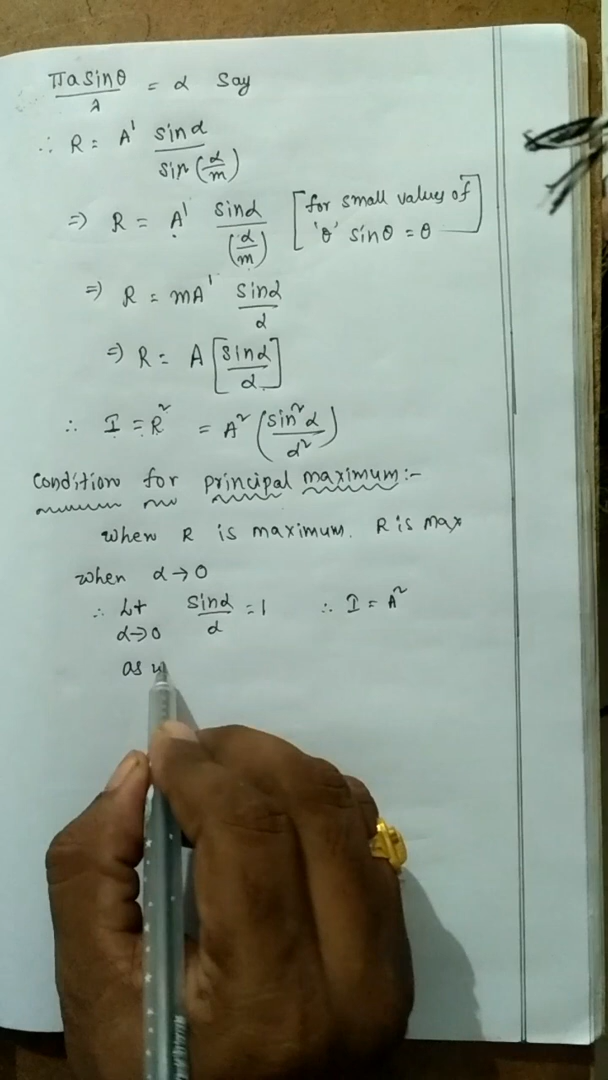 πa sinθ / λ = α say
∴ R = A' sinα / sin(α/m)
⇒ R = A' sinα / (α/m) [for small values of 'θ' sinθ = θ]
⇒ R = mA' sinα / α
⇒ R = A [sinα / α]
∴ I = R² = A² (sin²α / α²)
Condition for principal maximum:-
when R is maximum. R is max
when α → 0
∴ Lt α→0 sinα / α = 1 ∴ I = A²
as